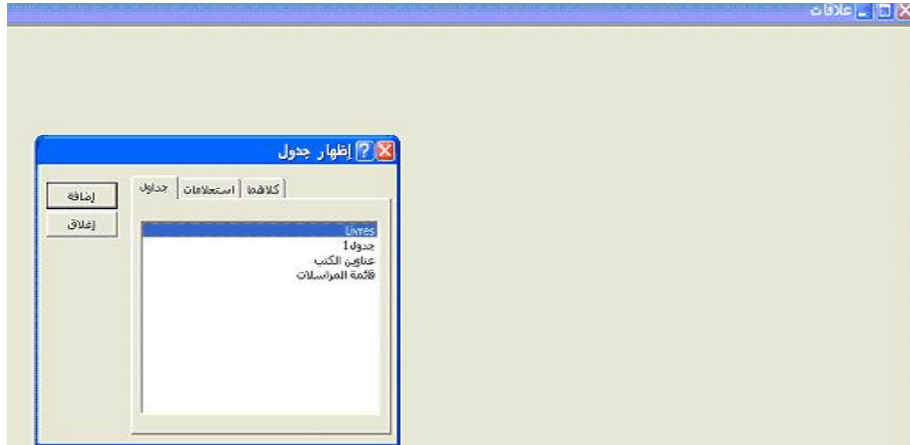 علاقات
إظهار جدول
جداول
استعلامات
كلاهما
إضافة
إغلاق
Livres
جدول1
عناوين الكتب
قائمة المراسلات